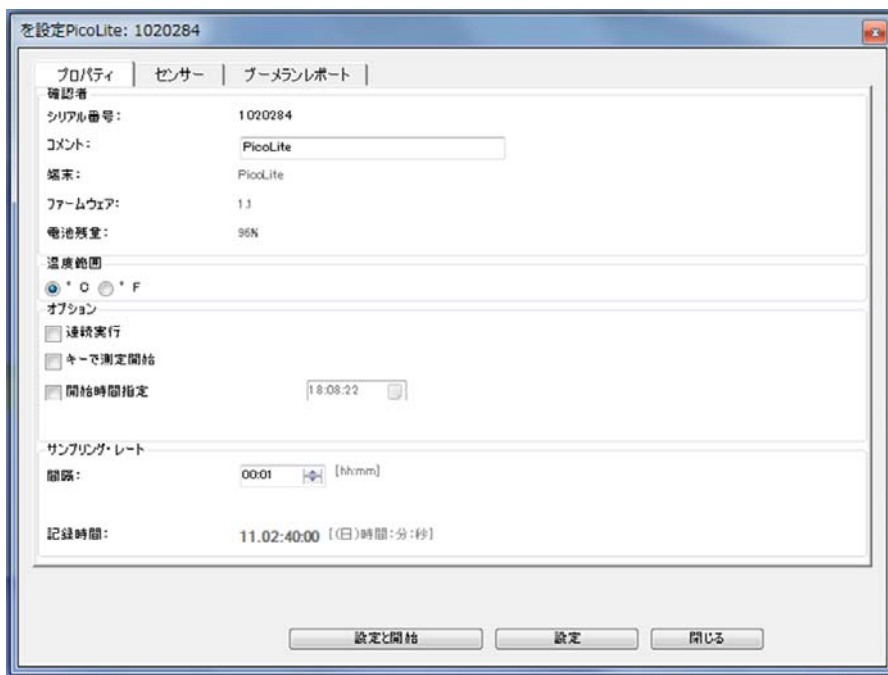 を設定PicoLite: 1020284
プロパティ センサー ブーメランレポート
確認者
シリアル番号: 1020284
コメント: PicoLite
端末: PicoLite
ファームウェア: 1.1
電池残量: 96%
温度範囲
° C ° F
オプション
連続実行
キーで測定開始
開始時間指定 18:08:22
サンプリング・レート
間隔: 00:01 [hh:mm]
記録時間: 11.02:40:00 [(日)時間:分:秒]
設定と開始 設定 閉じる